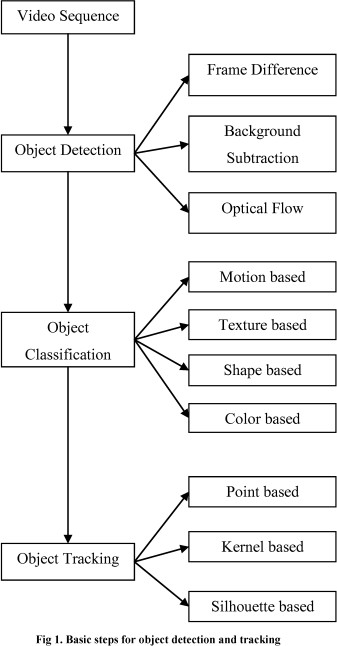 Video Sequence
Frame Difference
Object Detection
Background
Subtraction
Optical Flow
Motion based
Object
Classification
Texture based
Shape based
Color based
Point based
Object Tracking
Kernel based
Silhouette based
Fig 1. Basic steps for object detection and tracking